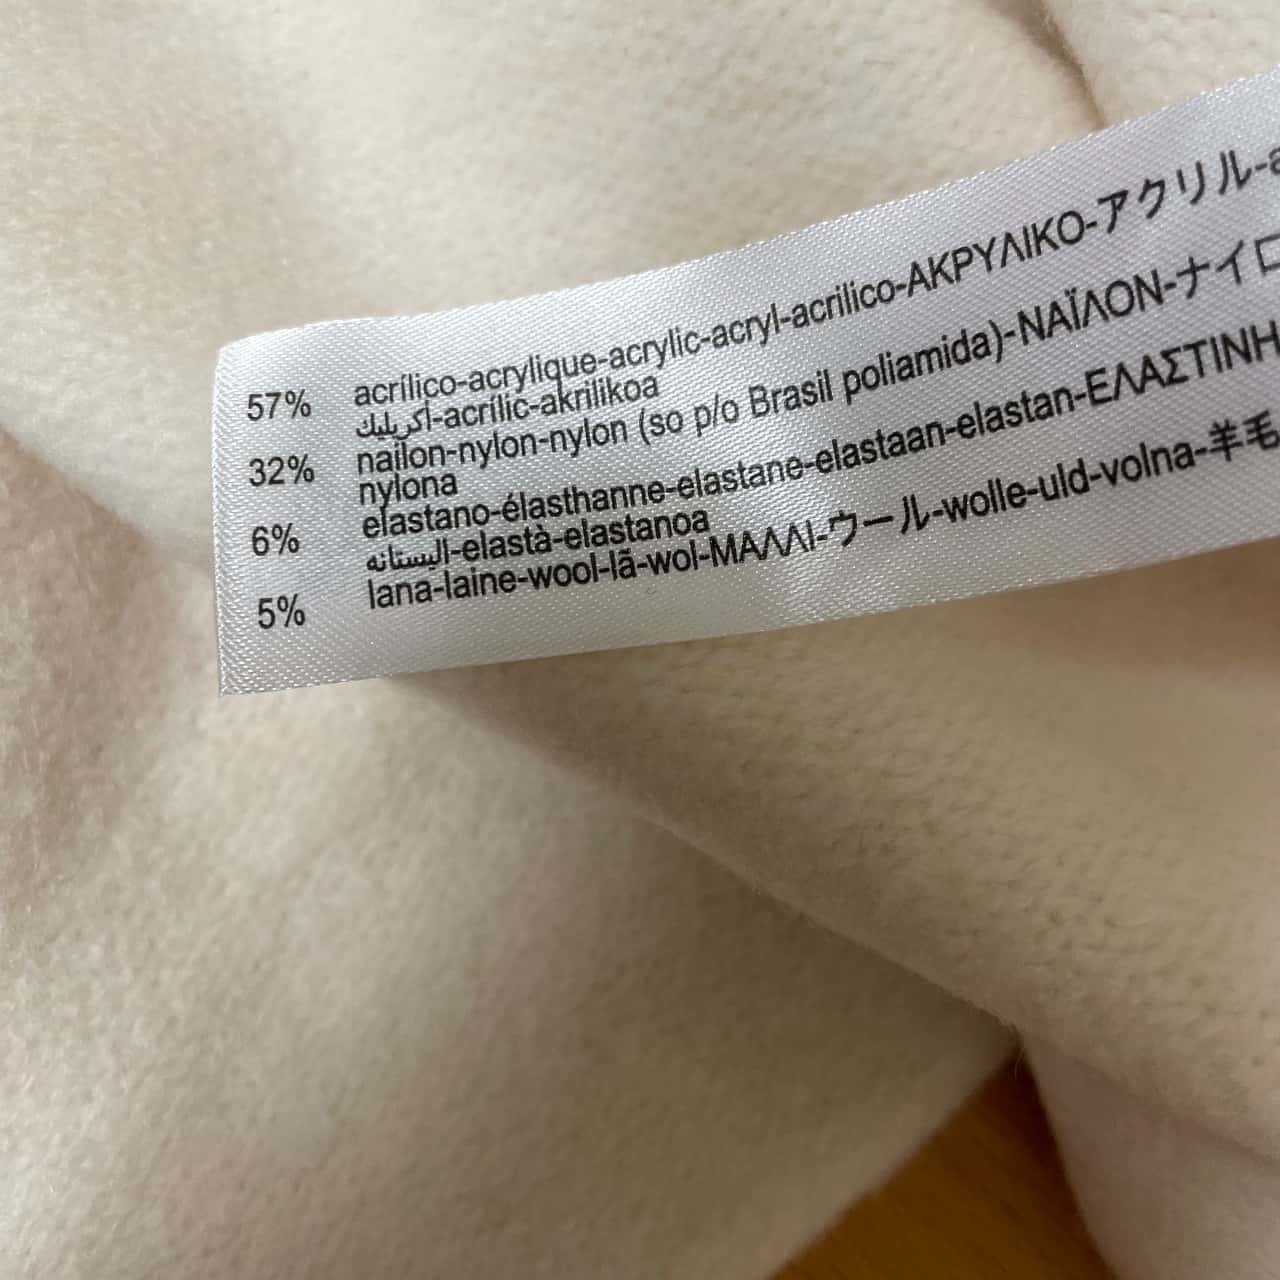 57% acrílico-acrylique-acrylic-acryl-acrilico-ΑΚΡΥΛΙΚΟ-アクリル-a
أكريليك-acrílic-akrilikoa
32% nailon-nylon-nylon (so p/o Brasil poliamida)-ΝΑΪΛΟΝ-ナイロ
nylona
6% elastano-élasthanne-elastane-elastaan-elastan-ΕΛΑΣΤΙΝΗ
اليستانه-elastà-elastanoa
5% lana-laine-wool-lã-wol-ΜΑΛΛΙ-ウール-wolle-uld-volna-羊毛